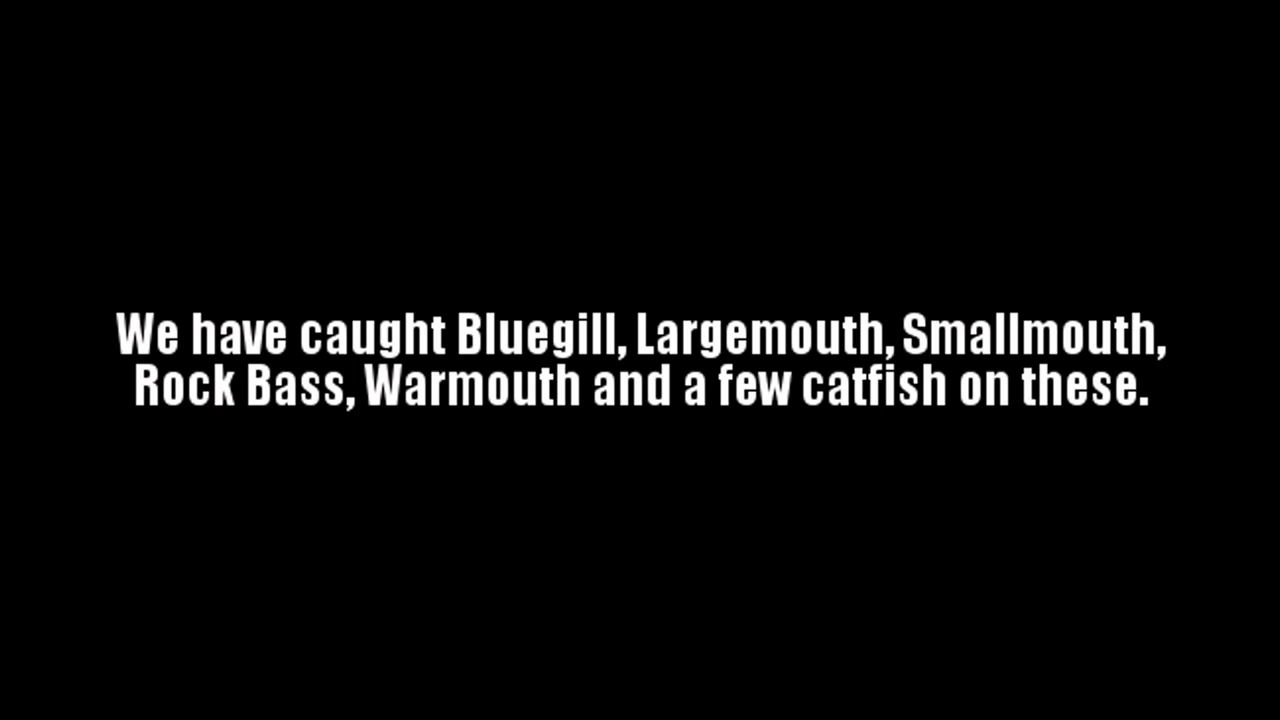 We have caught Bluegill, Largemouth, Smallmouth,
Rock Bass, Warmouth and a few catfish on these.